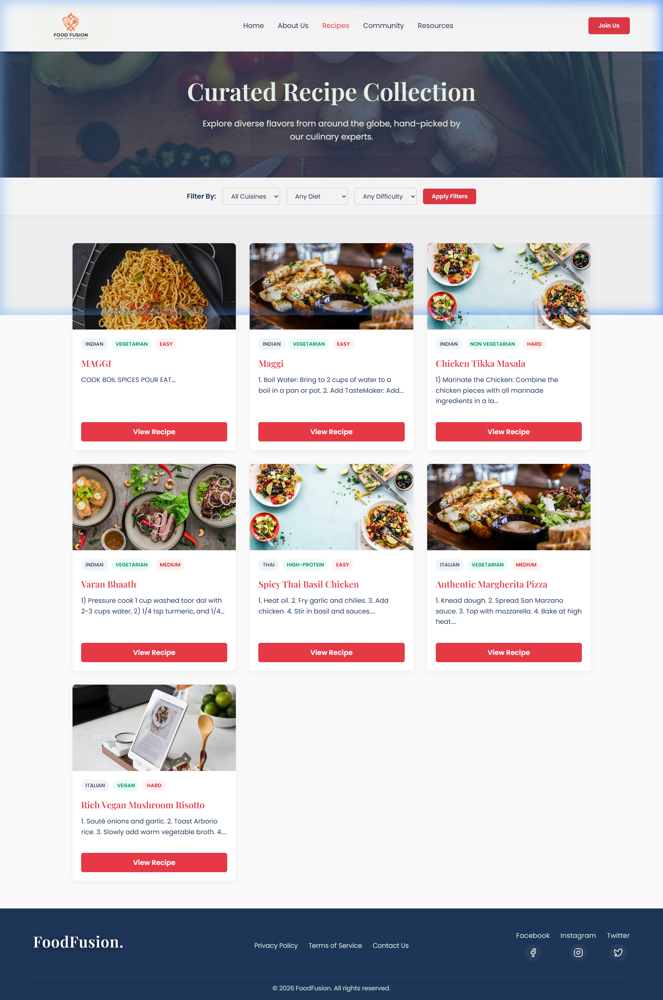 FOOD FUSION
CULINARY CREATIVITY & COMMUNITY
Home About Us Recipes Community Resources
Join Us
Curated Recipe Collection
Explore diverse flavors from around the globe, hand-picked by
our culinary experts.
Filter By: All Cuisines Any Diet Any Difficulty Apply Filters
INDIAN VEGETARIAN EASY
MAGGI
COOK BOIL SPICES POUR EAT...
View Recipe
INDIAN VEGETARIAN EASY
Maggi
1. Boil Water: Bring to 2 cups of water to a
boil in a pan or pot. 2. Add TasteMaker: Add...
View Recipe
INDIAN NON VEGETARIAN HARD
Chicken Tikka Masala
1) Marinate the Chicken: Combine the
chicken pieces with all marinade
ingredients in a la...
View Recipe
INDIAN VEGETARIAN MEDIUM
Varan Bhaath
1) Pressure cook 1 cup washed toor dal with
2-3 cups water, 2) 1/4 tsp turmeric, and 1/4...
View Recipe
THAI HIGH-PROTEIN EASY
Spicy Thai Basil Chicken
1. Heat oil. 2. Fry garlic and chilies. 3. Add
chicken. 4. Stir in basil and sauces....
View Recipe
ITALIAN VEGETARIAN MEDIUM
Authentic Margherita Pizza
1. Knead dough. 2. Spread San Marzano
sauce. 3. Top with mozzarella. 4. Bake at high
heat....
View Recipe
ITALIAN VEGAN HARD
Rich Vegan Mushroom Risotto
1. Sauté onions and garlic. 2. Toast Arborio
rice. 3. Slowly add warm vegetable broth. 4....
View Recipe
FoodFusion.
Privacy Policy Terms of Service Contact Us
Facebook Instagram Twitter
© 2026 FoodFusion. All rights reserved.